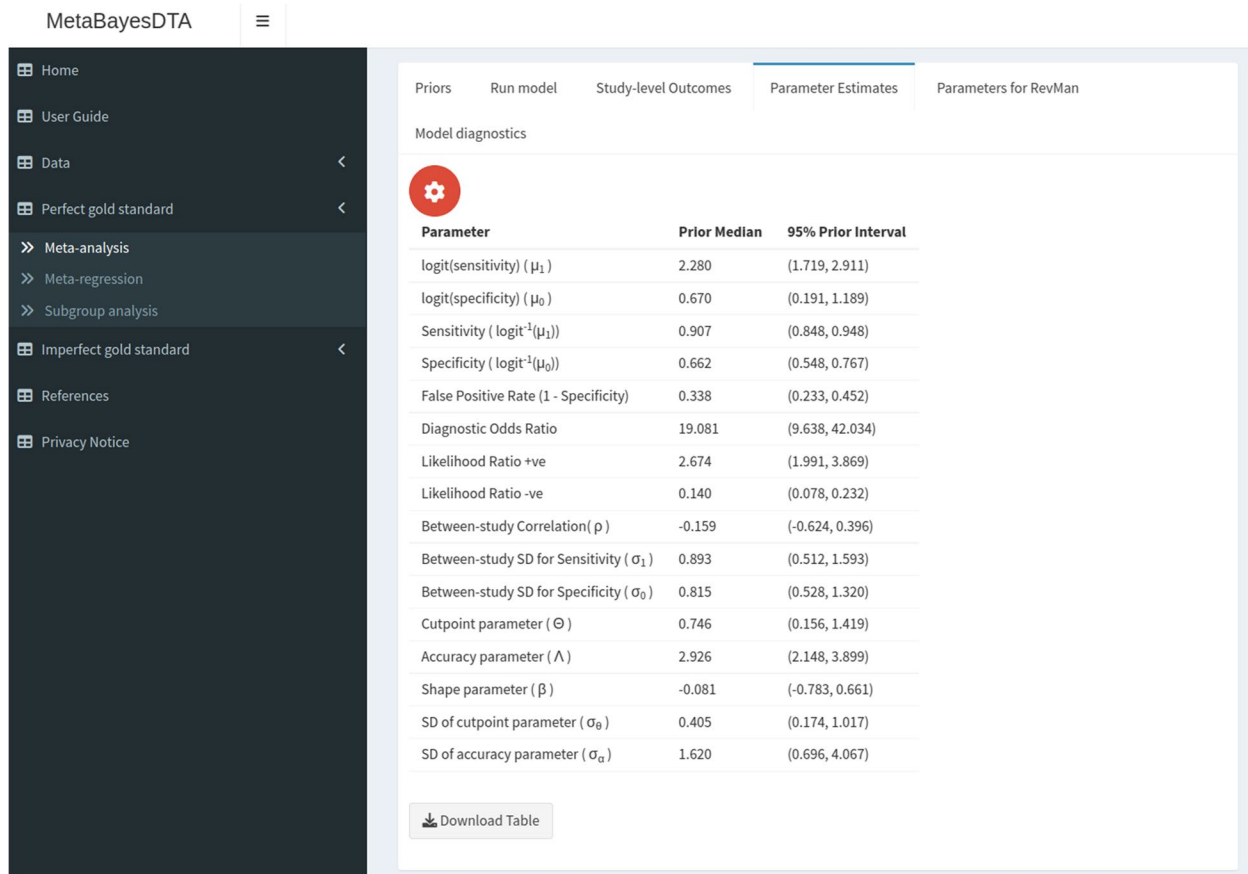 MetaBayesDTA
Home
User Guide
Data
Perfect gold standard
Meta-analysis
Meta-regression
Subgroup analysis
Imperfect gold standard
References
Privacy Notice
Priors Run model Study-level Outcomes Parameter Estimates Parameters for RevMan
Model diagnostics
Parameter Prior Median 95% Prior Interval
logit(sensitivity) ( μ₁ ) 2.280 (1.719, 2.911)
logit(specificity) ( μ₀ ) 0.670 (0.191, 1.189)
Sensitivity ( logit⁻¹(μ₁)) 0.907 (0.848, 0.948)
Specificity ( logit⁻¹(μ₀)) 0.662 (0.548, 0.767)
False Positive Rate (1 - Specificity) 0.338 (0.233, 0.452)
Diagnostic Odds Ratio 19.081 (9.638, 42.034)
Likelihood Ratio +ve 2.674 (1.991, 3.869)
Likelihood Ratio -ve 0.140 (0.078, 0.232)
Between-study Correlation( ρ ) -0.159 (-0.624, 0.396)
Between-study SD for Sensitivity ( σ₁ ) 0.893 (0.512, 1.593)
Between-study SD for Specificity ( σ₀ ) 0.815 (0.528, 1.320)
Cutpoint parameter ( Θ ) 0.746 (0.156, 1.419)
Accuracy parameter ( Λ ) 2.926 (2.148, 3.899)
Shape parameter ( β ) -0.081 (-0.783, 0.661)
SD of cutpoint parameter ( σ_θ ) 0.405 (0.174, 1.017)
SD of accuracy parameter ( σ_α ) 1.620 (0.696, 4.067)
Download Table